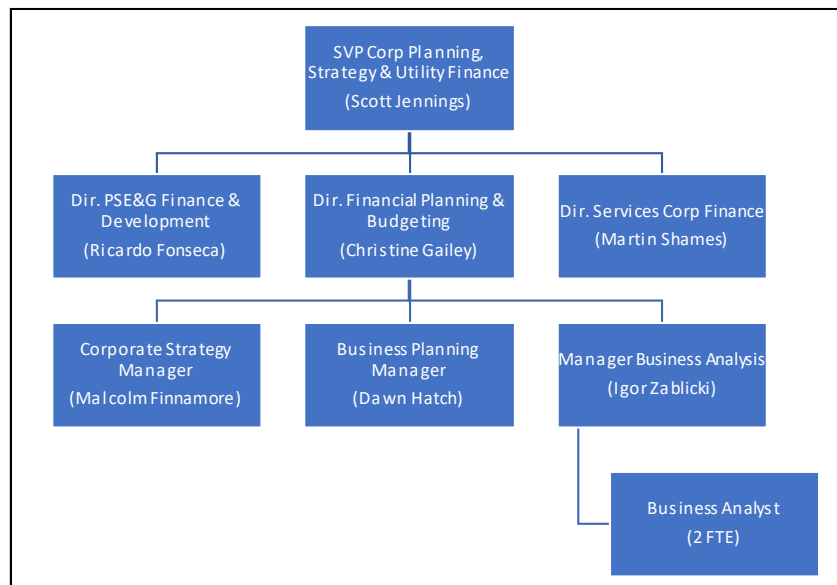 SVP Corp Planning,
Strategy & Utility Finance
(Scott Jennings)
Dir. PSE&G Finance &
Development
(Ricardo Fonseca)
Dir. Financial Planning &
Budgeting
(Christine Gailey)
Dir. Services Corp Finance
(Martin Shames)
Corporate Strategy
Manager
(Malcolm Finnamore)
Business Planning
Manager
(Dawn Hatch)
Manager Business Analysis
(Igor Zablicki)
Business Analyst
(2 FTE)